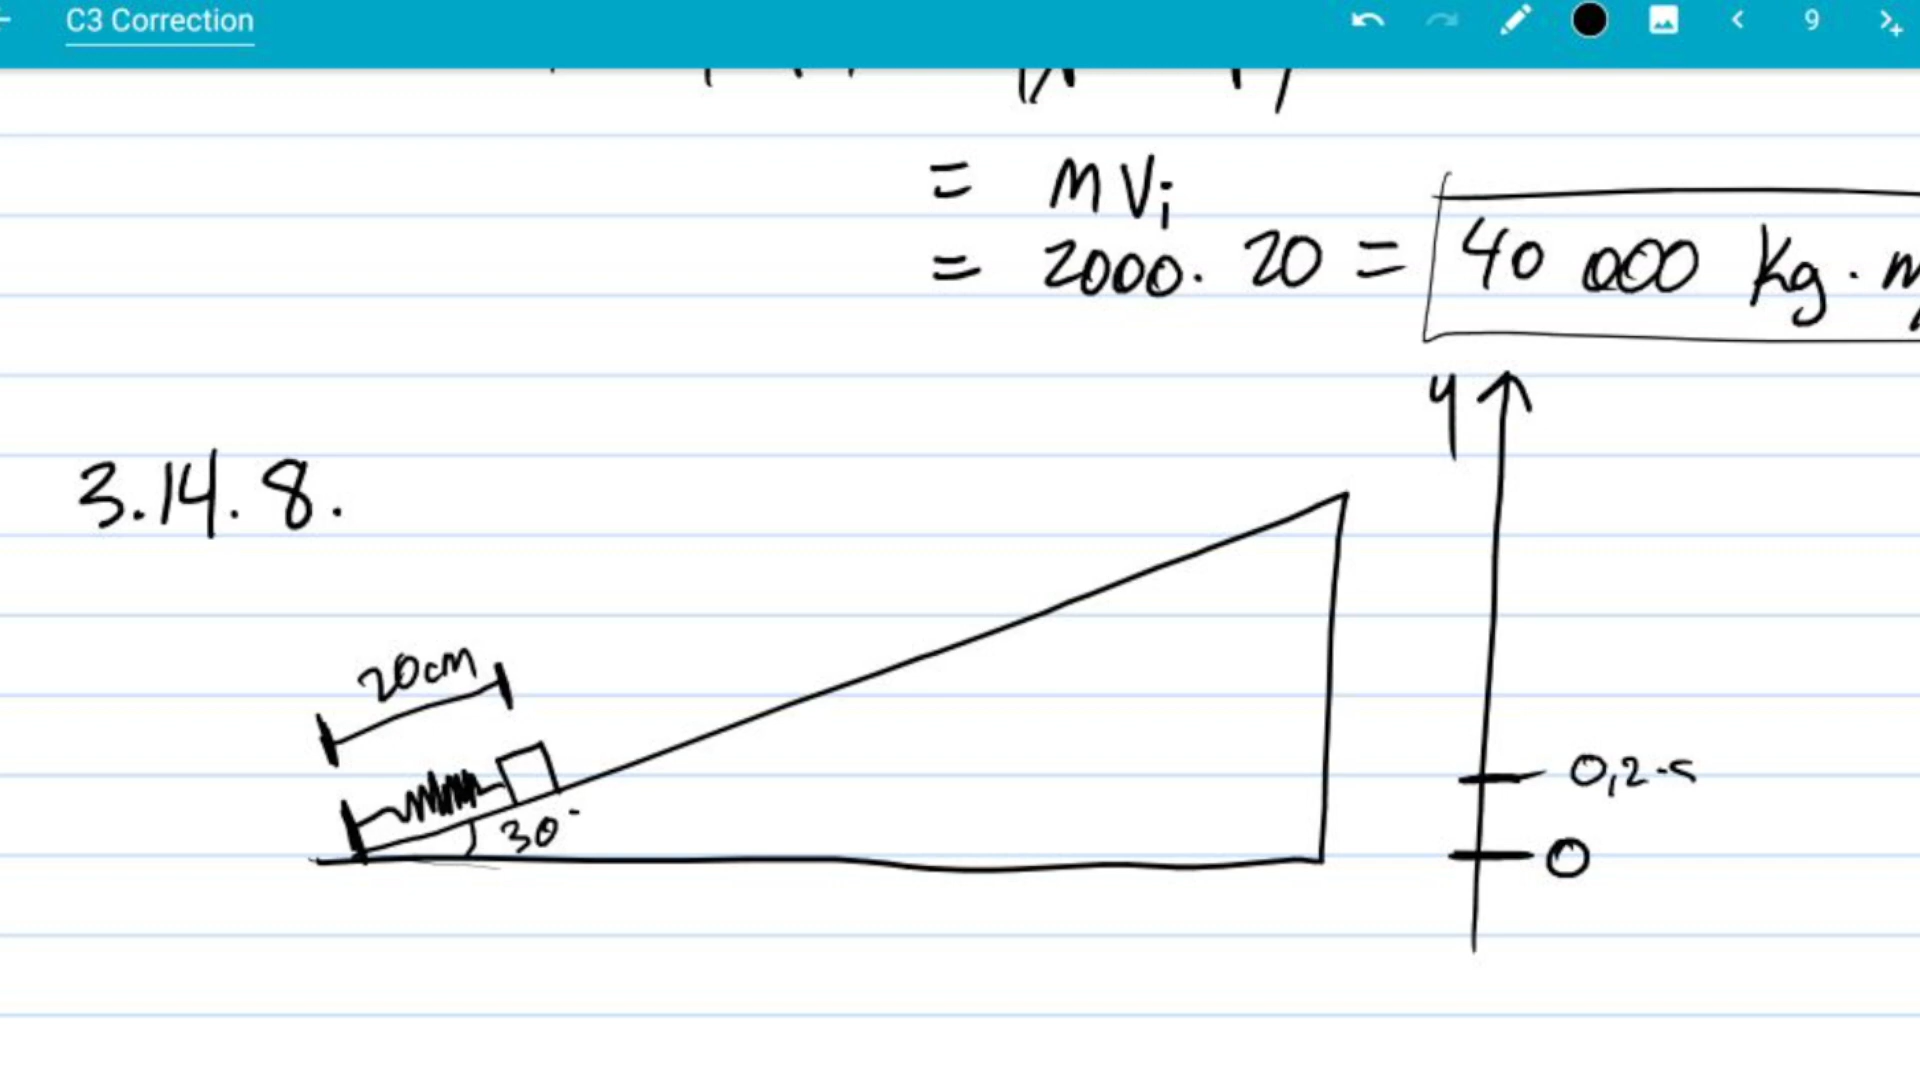 C3 Correction
9
= mVi
= 2000. 20 = 40 000 Kg.m
y
3.14.8.
20cm
0,2.s
30°
0